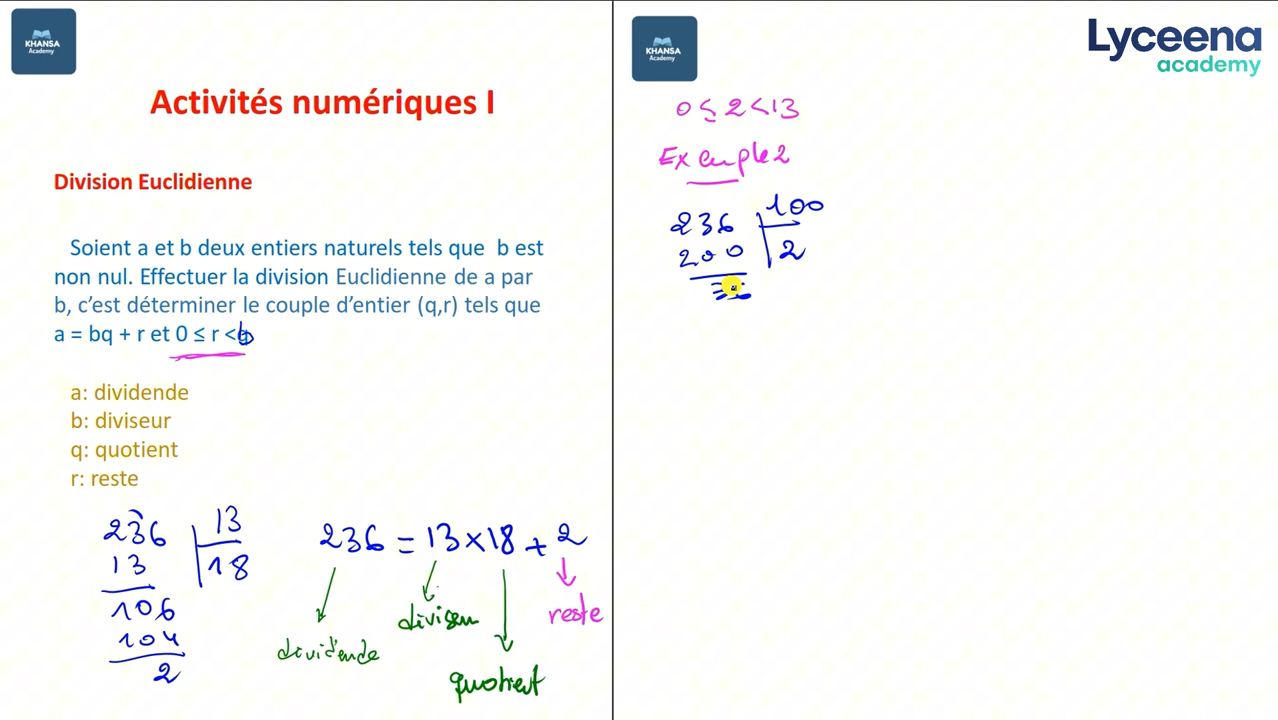 KHANSA
Academy
Activités numériques I
Division Euclidienne
Soient a et b deux entiers naturels tels que b est
non nul. Effectuer la division Euclidienne de a par
b, c'est déterminer le couple d'entier (q,r) tels que
a = bq + r et 0 ≤ r < b
a: dividende
b: diviseur
q: quotient
r: reste
236 13
13 18
106
104
2
236 = 13 × 18 + 2
dividende
diviseur
quotient
reste
KHANSA
Academy
Lyceena
academy
0 ≤ 2 < 13
Exemple 2
236 100
200 2